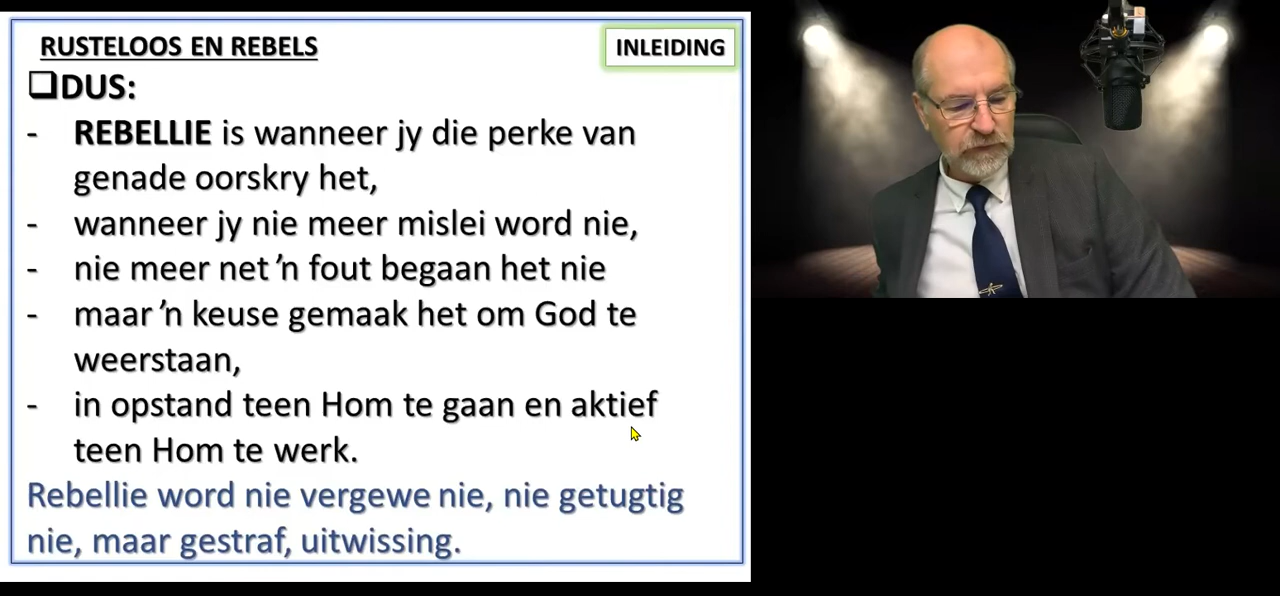 RUSTELOOS EN REBELS
INLEIDING
❑DUS:
- REBELLIE is wanneer jy die perke van
genade oorskry het,
- wanneer jy nie meer mislei word nie,
- nie meer net 'n fout begaan het nie
- maar 'n keuse gemaak het om God te
weerstaan,
- in opstand teen Hom te gaan en aktief
teen Hom te werk.
Rebellie word nie vergewe nie, nie getugtig
nie, maar gestraf, uitwissing.